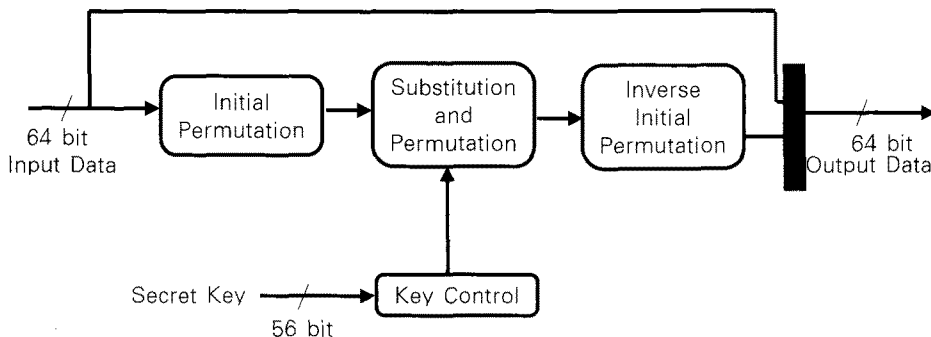 64 bit
Input Data
Initial
Permutation
Substitution
and
Permutation
Inverse
Initial
Permutation
64 bit
Output Data
Secret Key
56 bit
Key Control